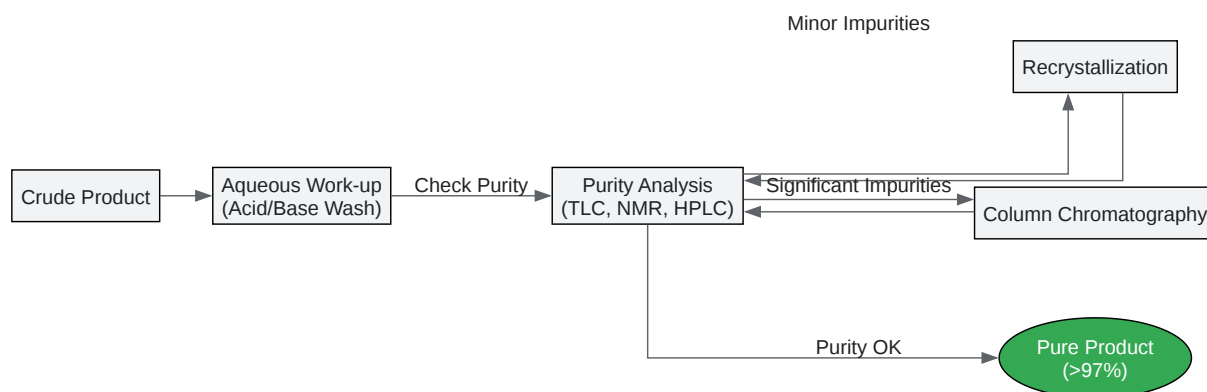 Minor Impurities
Recrystallization
Crude Product
Aqueous Work-up
(Acid/Base Wash)
Check Purity
Purity Analysis
(TLC, NMR, HPLC)
Significant Impurities
Column Chromatography
Purity OK
Pure Product
(>97%)